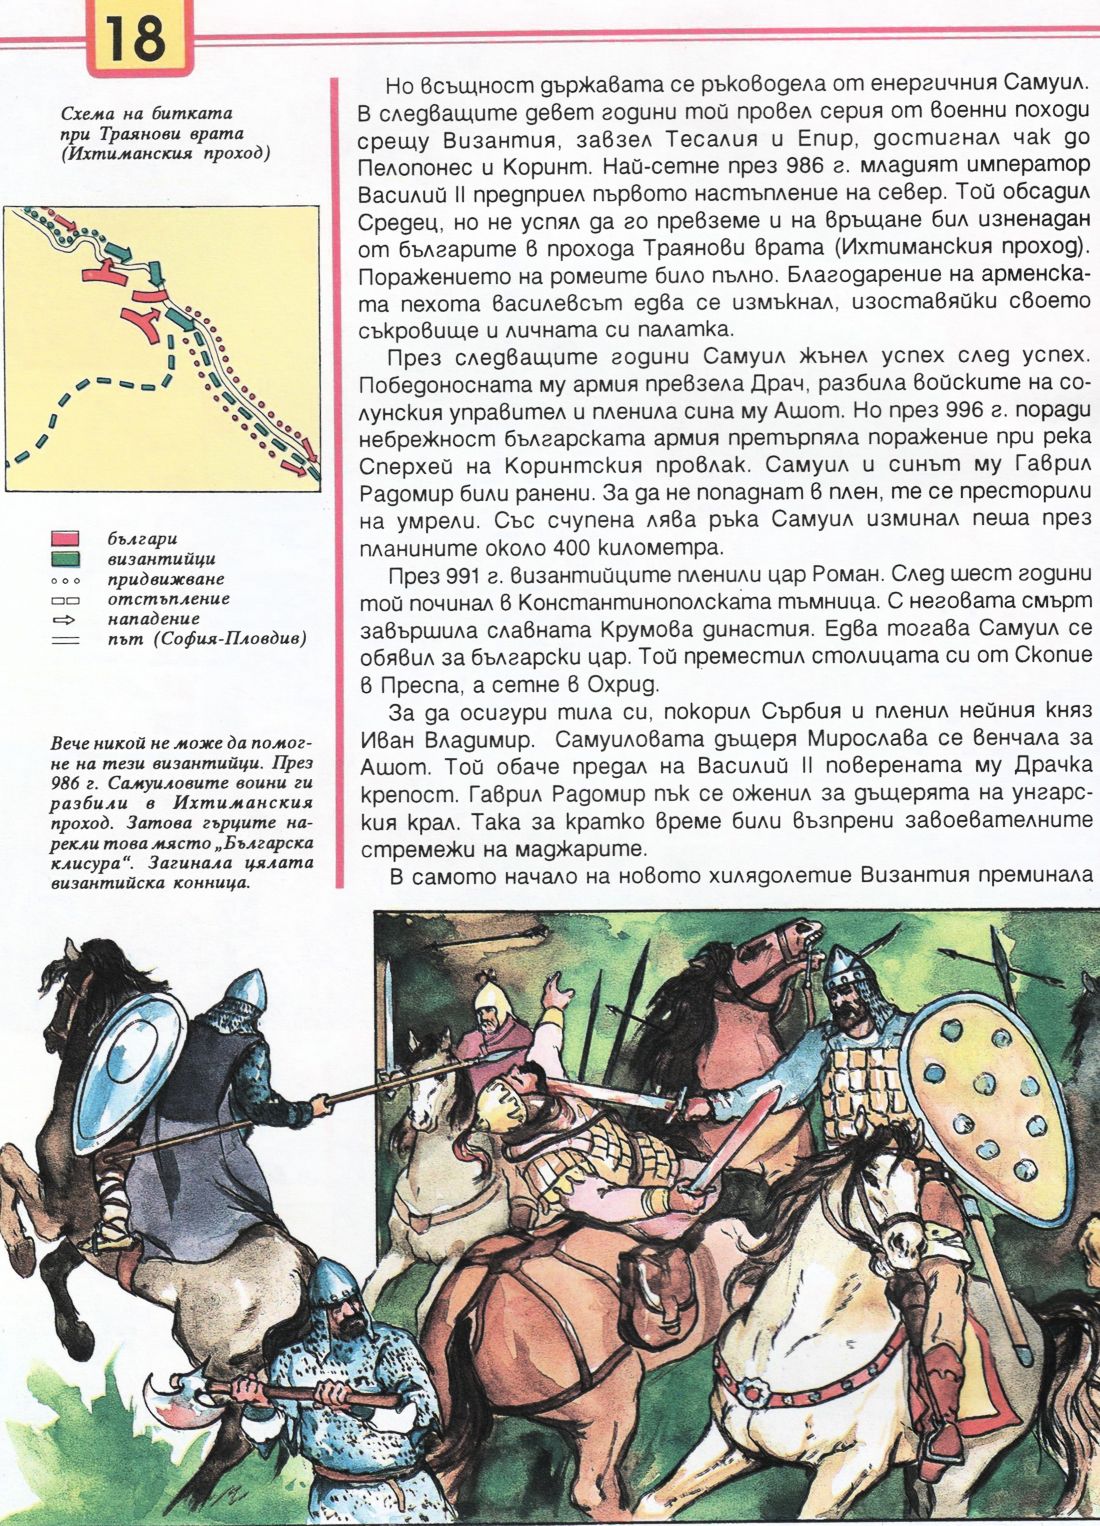 18
Схема на битката
при Траянови врата
(Ихтиманския проход)
българи
византийци
придвижване
отстъпление
нападение
път (София-Пловдив)
Вече никой не може да помог-
не на тези византийци. През
986 г. Самуиловите воини ги
разбили в Ихтиманския
проход. Затова гърците на-
рекли това място „Българска
клисура“. Загинала цялата
византийска конница.
Но всъщност държавата се ръководела от енергичния Самуил.
В следващите девет години той провел серия от военни походи
срещу Византия, завзел Тесалия и Епир, достигнал чак до
Пелопонес и Коринт. Най-сетне през 986 г. младият император
Василий II предприел първото настъпление на север. Той обсадил
Средец, но не успял да го превземе и на връщане бил изненадан
от българите в прохода Траянови врата (Ихтиманския проход).
Поражението на ромеите било пълно. Благодарение на арменска-
та пехота василевсът едва се измъкнал, изоставяйки своето
съкровище и личната си палатка.
През следващите години Самуил жънел успех след успех.
Победоносната му армия превзела Драч, разбила войските на со-
лунския управител и пленила сина му Ашот. Но през 996 г. поради
небрежност българската армия претърпяла поражение при река
Сперхей на Коринтския провлак. Самуил и синът му Гаврил
Радомир били ранени. За да не попаднат в плен, те се престорили
на умрели. Със счупена лява ръка Самуил изминал пеша през
планините около 400 километра.
През 991 г. византийците пленили цар Роман. След шест години
той починал в Константинополската тъмница. С неговата смърт
завършила славната Крумова династия. Едва тогава Самуил се
обявил за български цар. Той преместил столицата си от Скопие
в Преспа, а сетне в Охрид.
За да осигури тила си, покорил Сърбия и пленил нейния княз
Иван Владимир. Самуиловата дъщеря Мирослава се венчала за
Ашот. Той обаче предал на Василий II поверената му Драчка
крепост. Гаврил Радомир пък се оженил за дъщерята на унгарс-
кия крал. Така за кратко време били възпрени завоевателните
стремежи на маджарите.
В самото начало на новото хилядолетие Византия преминала